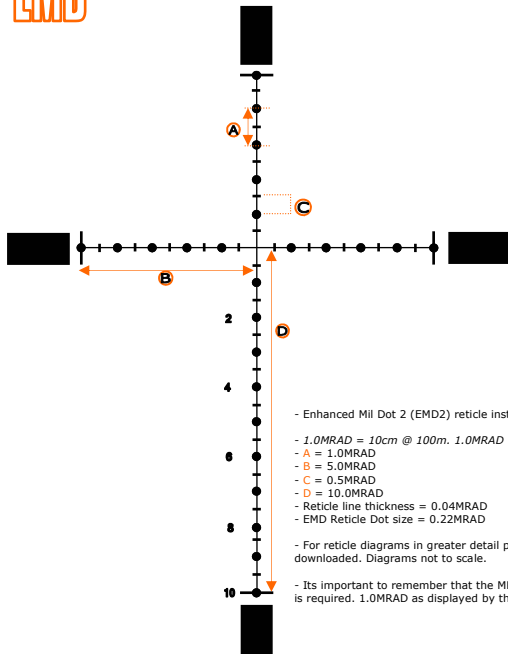 EMD
A
C
B
D
2
4
6
8
10
- Enhanced Mil Dot 2 (EMD2) reticle
- 1.0MRAD = 10cm @ 100m. 1.0MRAD
- A = 1.0MRAD
- B = 5.0MRAD
- C = 0.5MRAD
- D = 10.0MRAD
- Reticle line thickness = 0.04MRAD
- EMD Reticle Dot size = 0.22MRAD
- For reticle diagrams in greater detail
downloaded. Diagrams not to scale.
- Its important to remember that the
is required. 1.0MRAD as displayed by